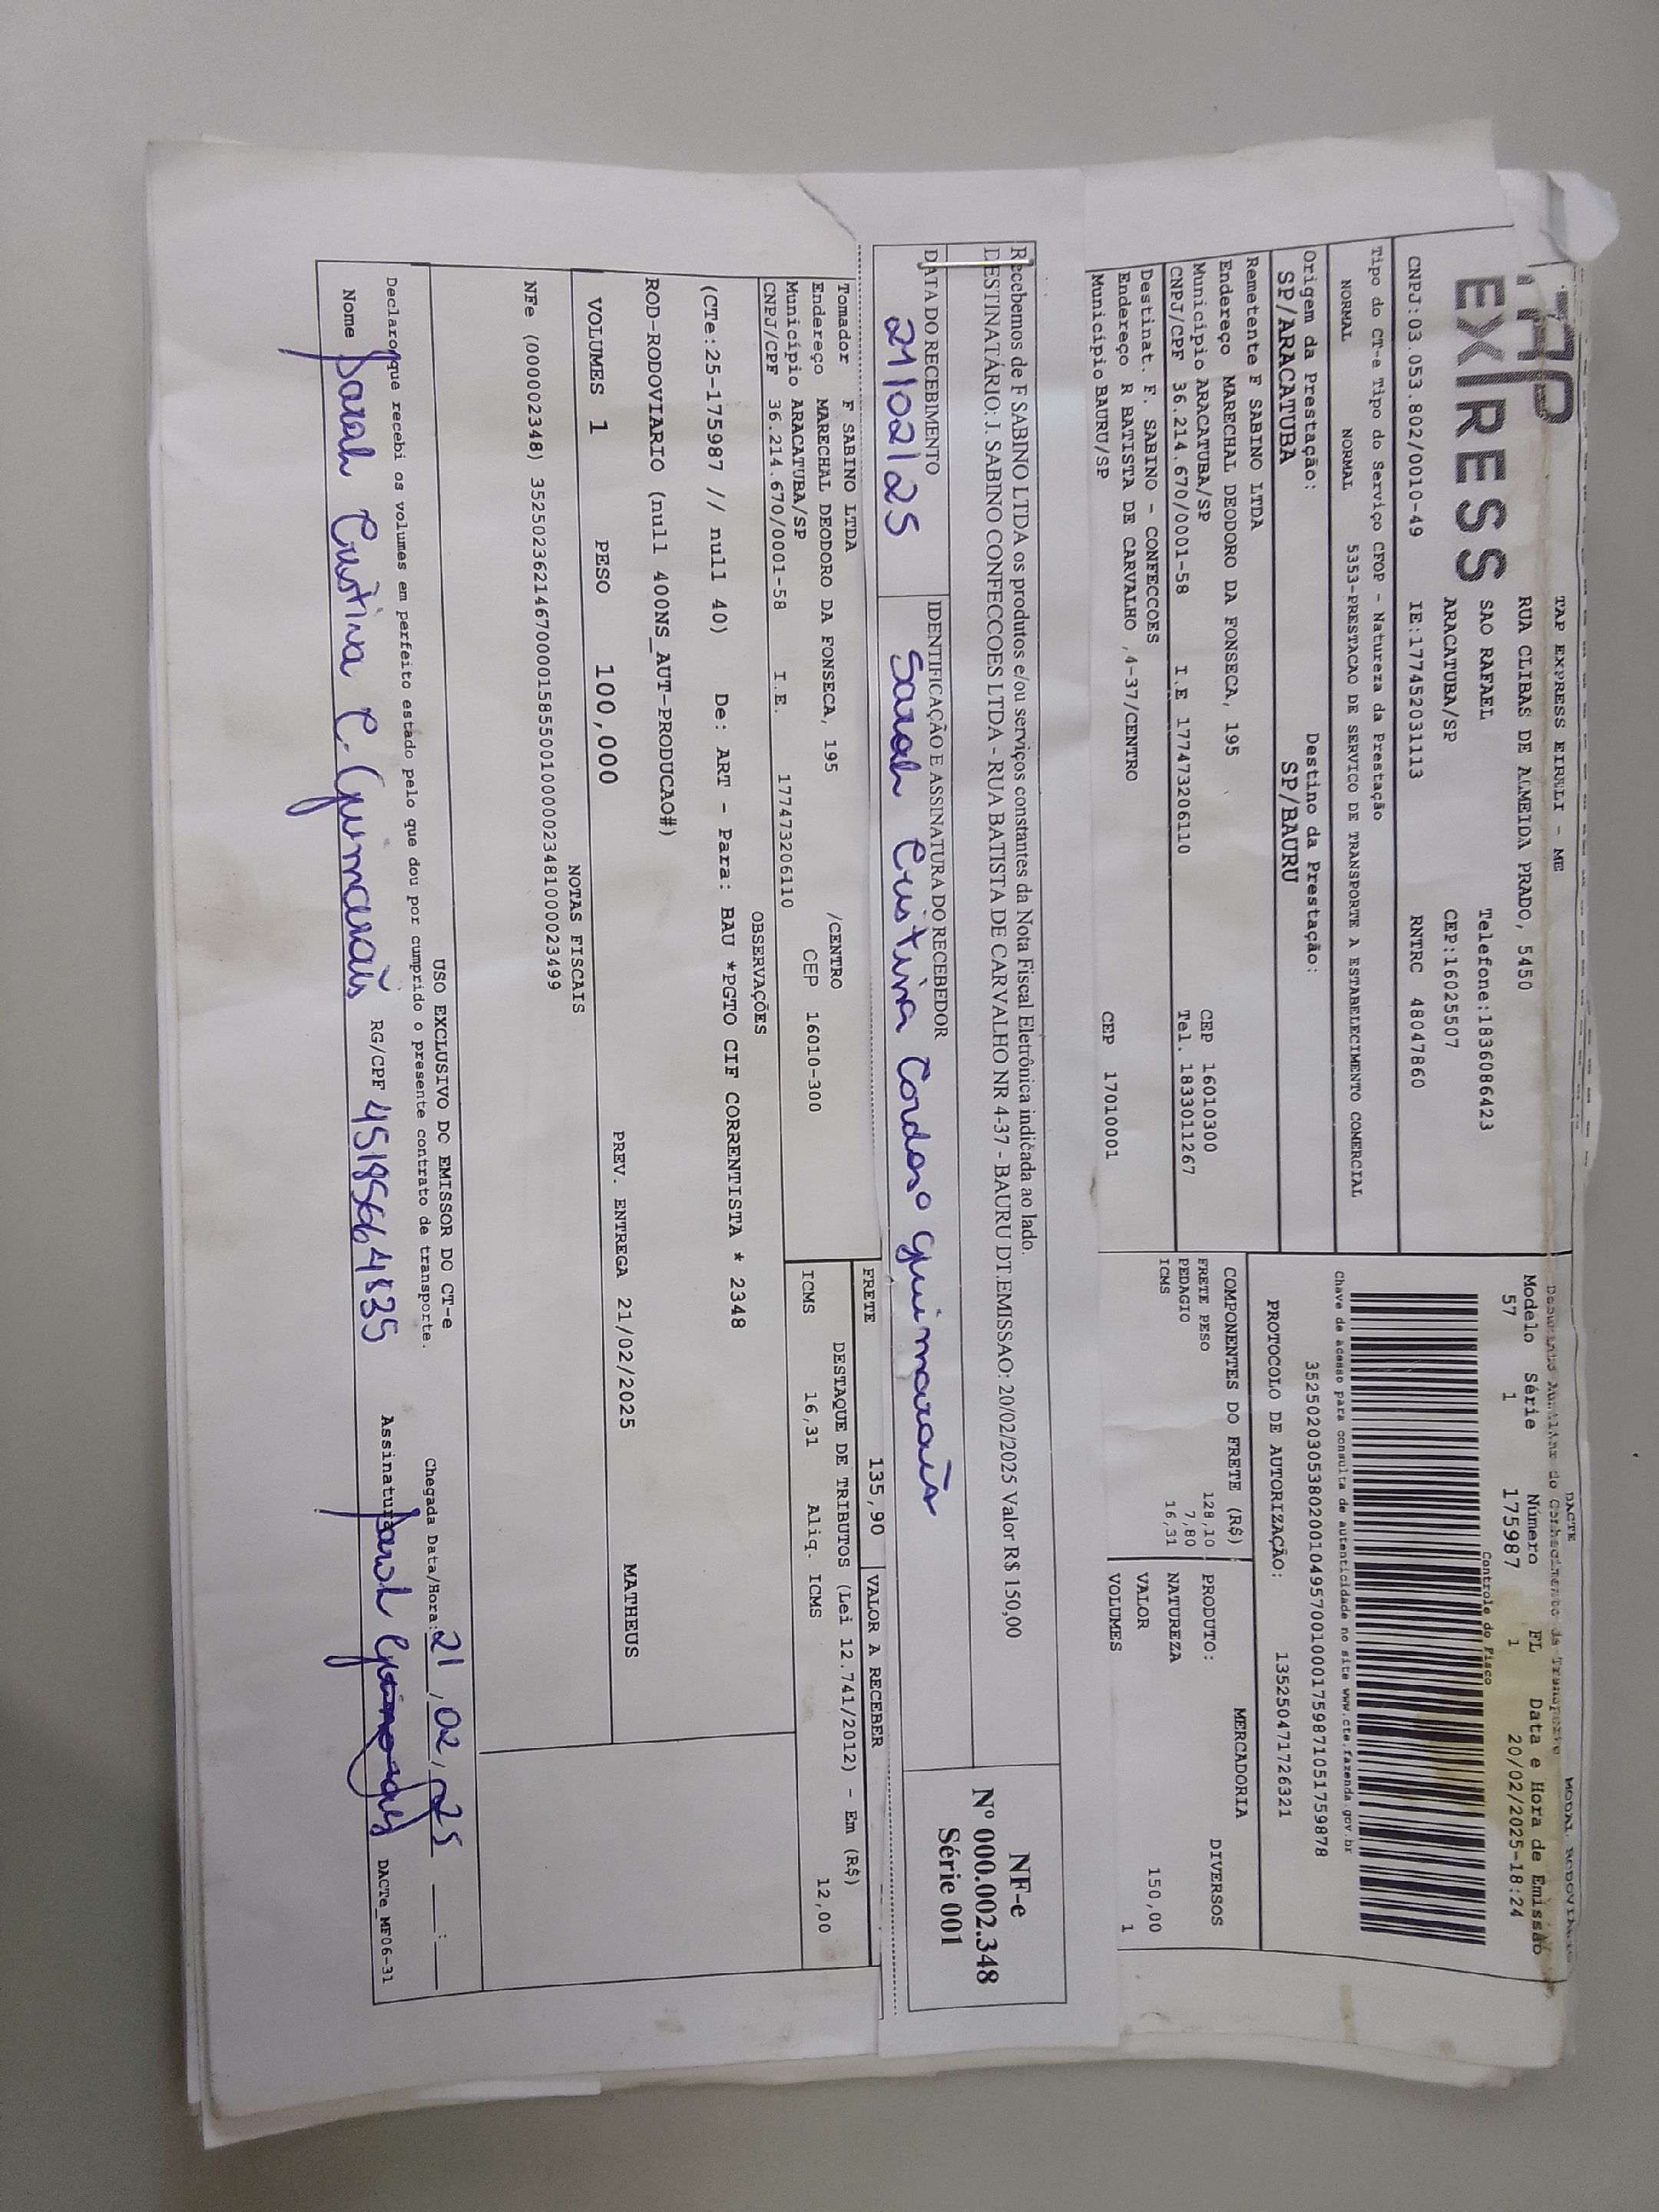 TAP EXPRESS EIRELI - ME
EXPRESS
RUA CLIBAS DE ALMEIDA PRADO, 5450
SAO RAFAEL Telefone:1836086423
ARACATUBA/SP CEP:16025507
CNPJ:03.053.802/0010-49 IE:177452031113 RNTRC 48047860
DACTE MODAL RODOVIARIO
Documento Auxiliar do Conhecimento de Transporte
Modelo Série Número FL Data e Hora de Emissão
57 1 175987 1 20/02/2025-18:24
Controle do Fisco
Chave de acesso para consulta de autenticidade no site www.cte.fazenda.gov.br
35250203053802001049570010001759871051759878
PROTOCOLO DE AUTORIZAÇÃO: 135250471726321
Tipo do CT-e Tipo do Serviço CFOP - Natureza da Prestação
NORMAL NORMAL 5353-PRESTACAO DE SERVICO DE TRANSPORTE A ESTABELECIMENTO COMERCIAL
Origem da Prestação: Destino da Prestação:
SP/ARACATUBA SP/BAURU
Remetente F SABINO LTDA
Endereço MARECHAL DEODORO DA FONSECA, 195
Município ARACATUBA/SP CEP 16010300
CNPJ/CPF 36.214.670/0001-58 I.E 177473206110 Tel. 1833011267
Destinat. F. SABINO - CONFECCOES
Endereço R BATISTA DE CARVALHO ,4-37/CENTRO
Município BAURU/SP CEP 17010001
COMPONENTES DO FRETE (R$)
FRETE PESO 128,10
PEDAGIO 7,80
ICMS 16,31
MERCADORIA
PRODUTO: DIVERSOS
NATUREZA
VALOR 150,00
VOLUMES 1
Recebemos de F SABINO LTDA os produtos e/ou serviços constantes da Nota Fiscal Eletrônica indicada ao lado.
DESTINATÁRIO: J. SABINO CONFECCOES LTDA - RUA BATISTA DE CARVALHO NR 4-37 - BAURU DT.EMISSAO: 20/02/2025 Valor R$ 150,00
NF-e
Nº 000.002.348
Série 001
DATA DO RECEBIMENTO IDENTIFICAÇÃO E ASSINATURA DO RECEBEDOR
21/02/25 Sarah Cristina Cardoso Guimarães
Tomador F SABINO LTDA
Endereço MARECHAL DEODORO DA FONSECA, 195 /CENTRO
Município ARACATUBA/SP CEP 16010-300
CNPJ/CPF 36.214.670/0001-58 I.E. 177473206110
FRETE 135,90 VALOR A RECEBER
DESTAQUE DE TRIBUTOS (Lei 12.741/2012) - Em (R$)
ICMS 16,31 Aliq. ICMS 12,00
OBSERVAÇÕES
(CTe:25-175987 // null 40) De: ART - Para: BAU *PGTO CIF CORRENTISTA * 2348
ROD-RODOVIARIO (null 400NS_AUT-PRODUCAO#)
VOLUMES 1 PESO 100,000 PREV. ENTREGA 21/02/2025 MATHEUS
NOTAS FISCAIS
NFe (000002348) 35250236214670000158550010000023481000023499
USO EXCLUSIVO DO EMISSOR DO CT-e
Declaro que recebi os volumes em perfeito estado pelo que dou por cumprido o presente contrato de transporte.
Chegada Data/Hora: 21/02/25 __:__
Nome Sarah Cristina C. Guimarães RG/CPF 45185664835 Assinatura Sarah Guimarães
DACTe_MF06-31